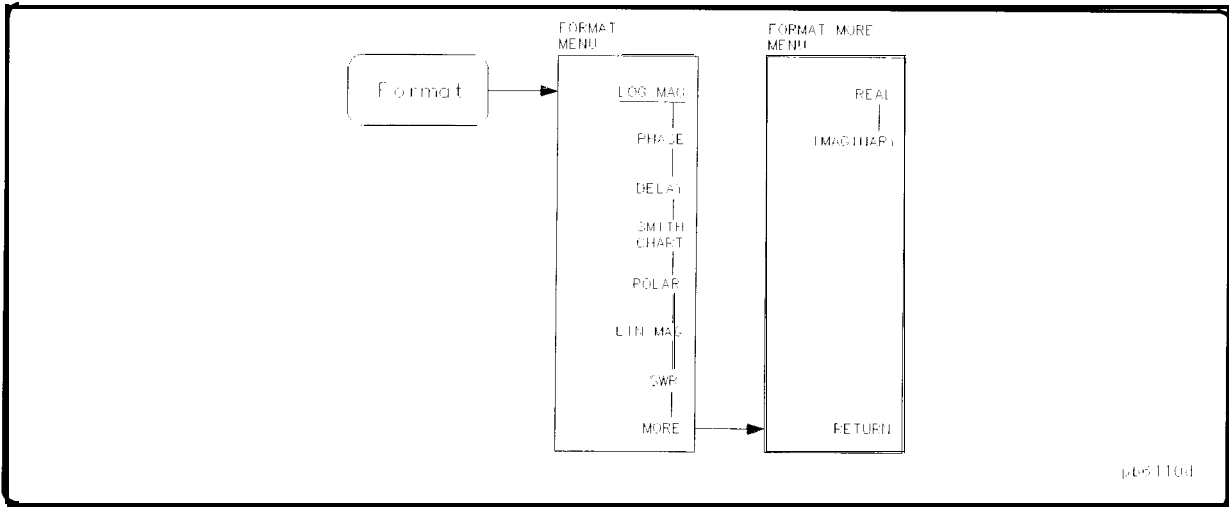 FORMAT
MENU
FORMAT MORE
MENU
Format
LOG MAG
PHASE
DELAY
SMITH
CHART
POLAR
LIN MAG
SWR
MORE
REAL
IMAGINARY
RETURN
pb6110d